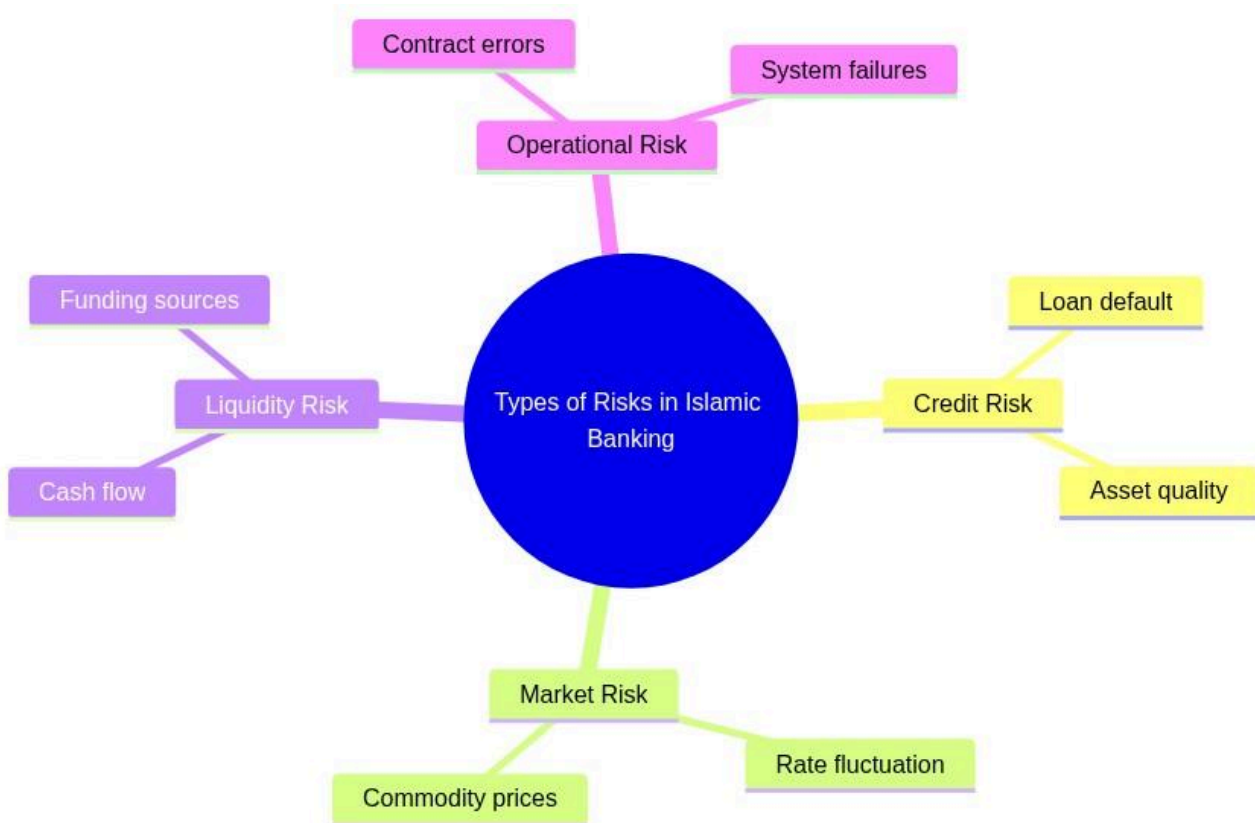 Contract errors
System failures
Operational Risk
Funding sources
Loan default
Liquidity Risk
Types of Risks in Islamic
Banking
Credit Risk
Cash flow
Asset quality
Market Risk
Rate fluctuation
Commodity prices